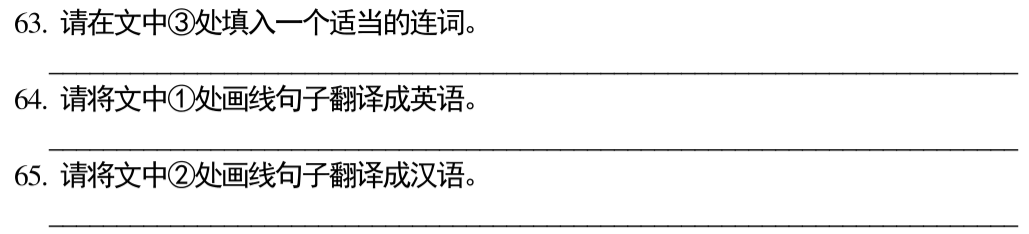 63. 请在文中③处填入一个适当的连词。
64. 请将文中①处画线句子翻译成英语。
65. 请将文中②处画线句子翻译成汉语。